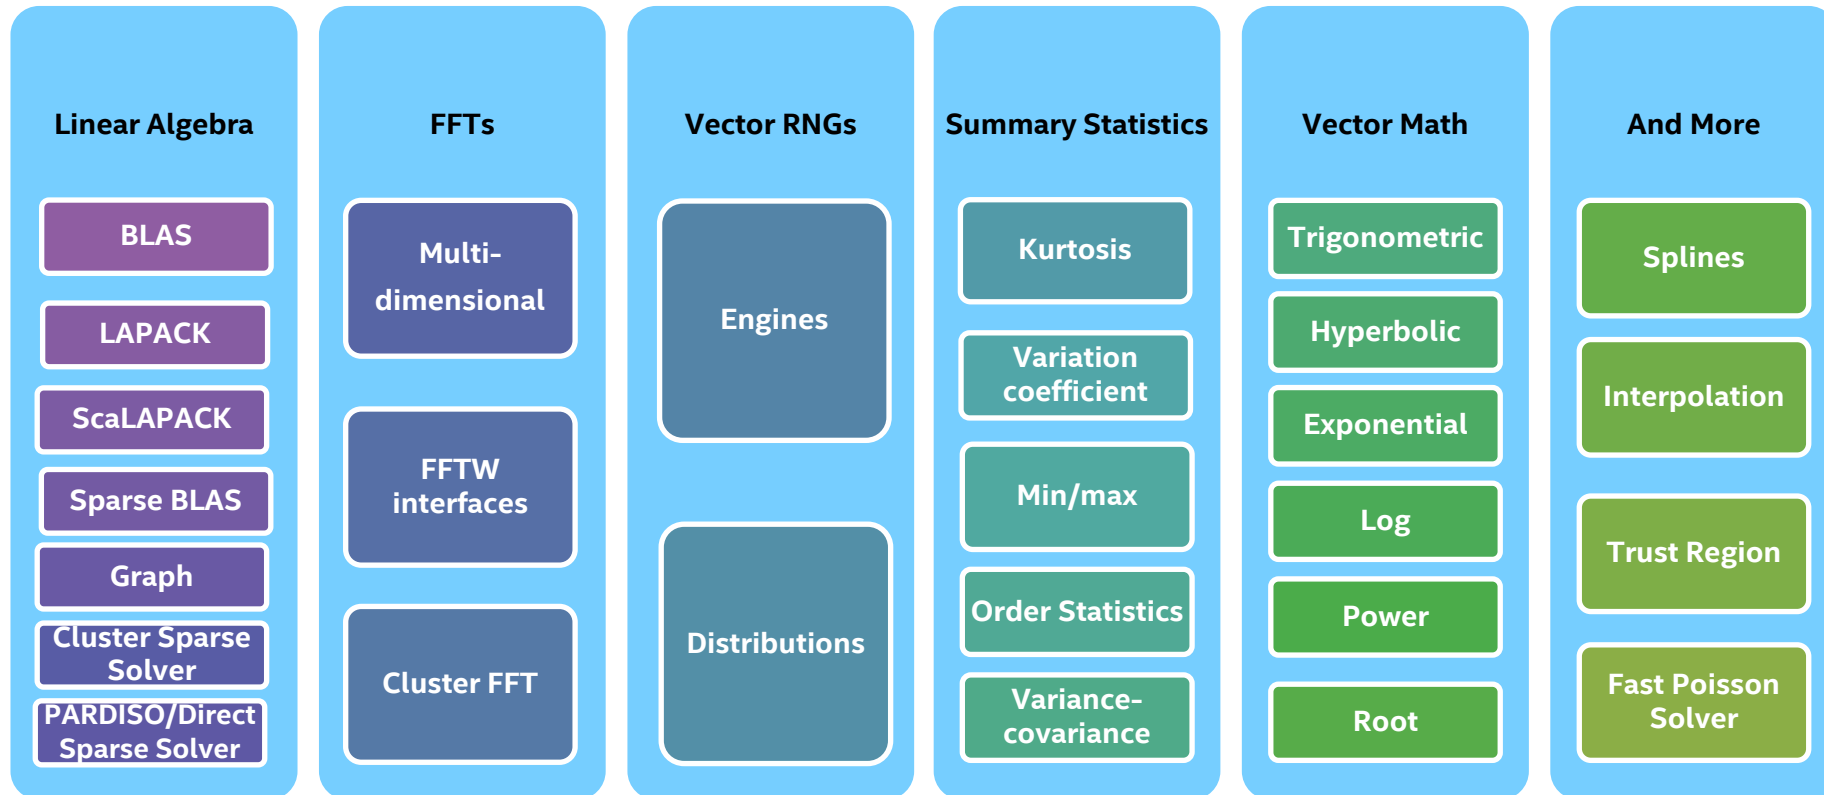 Linear Algebra
BLAS
LAPACK
ScaLAPACK
Sparse BLAS
Graph
Cluster Sparse
Solver
PARDISO/Direct
Sparse Solver
FFTs
Multi-
dimensional
FFTW
interfaces
Cluster FFT
Vector RNGs
Engines
Distributions
Summary Statistics
Kurtosis
Variation
coefficient
Min/max
Order Statistics
Variance-
covariance
Vector Math
Trigonometric
Hyperbolic
Exponential
Log
Power
Root
And More
Splines
Interpolation
Trust Region
Fast Poisson
Solver